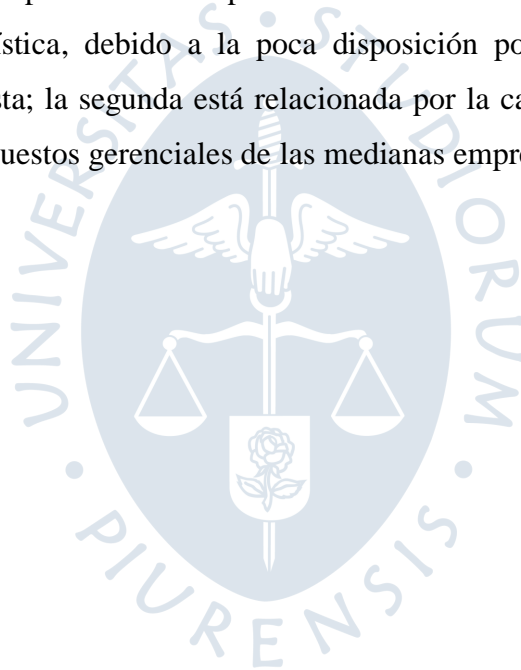 ística, debido a la poca disposición po
sta; la segunda está relacionada por la ca
uestos gerenciales de las medianas empre
UNIVERSITAS • STUDIORUM • PIURENSIS •